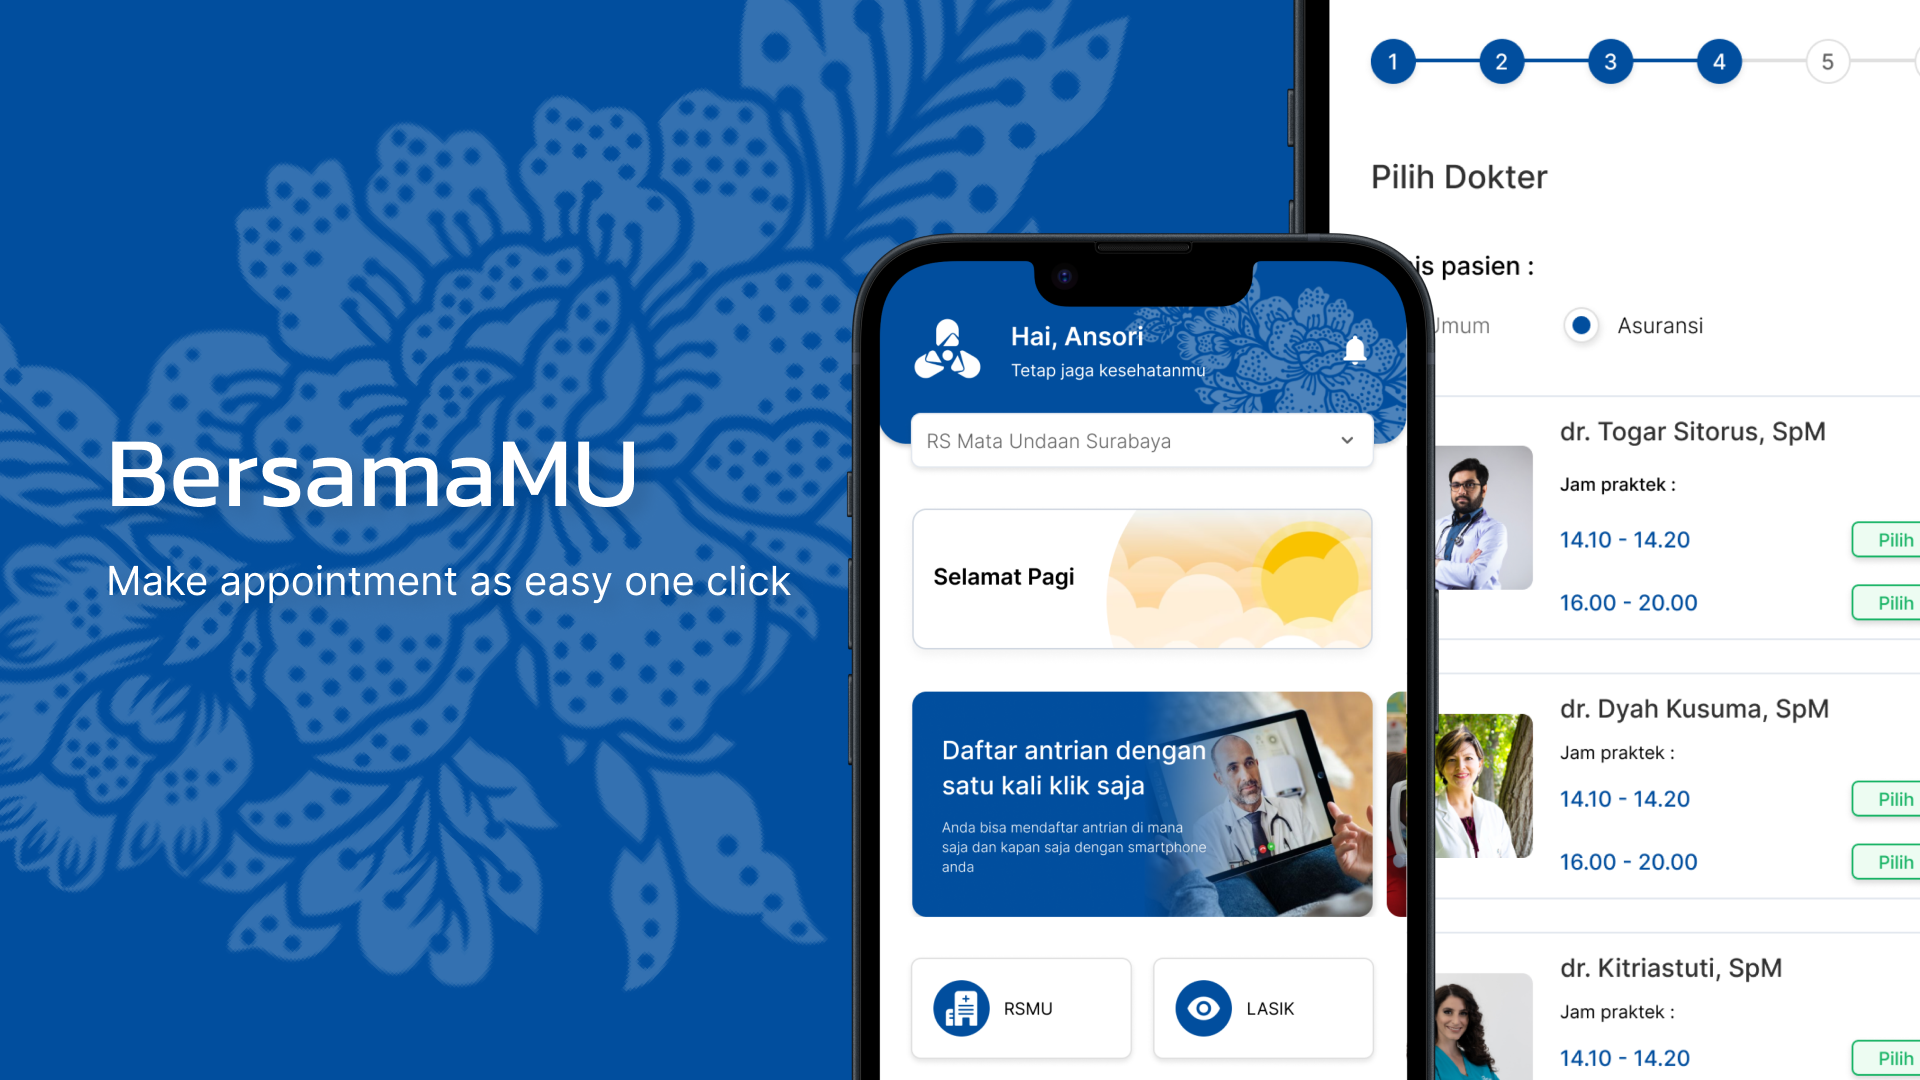 BersamaMU
Make appointment as easy one click
Hai, Ansori
Tetap jaga kesehatanmu
RS Mata Undaan Surabaya
Selamat Pagi
Daftar antrian dengan
satu kali klik saja
Anda bisa mendaftar antrian di mana
saja dan kapan saja dengan smartphone
anda
RSMU
LASIK
1
2
3
4
5
Pilih Dokter
pasien :
Asuransi
dr. Togar Sitorus, SpM
Jam praktek :
14.10 - 14.20
Pilih
16.00 - 20.00
Pilih
dr. Dyah Kusuma, SpM
Jam praktek :
14.10 - 14.20
Pilih
16.00 - 20.00
Pilih
dr. Kitriastuti, SpM
Jam praktek :
14.10 - 14.20
Pilih